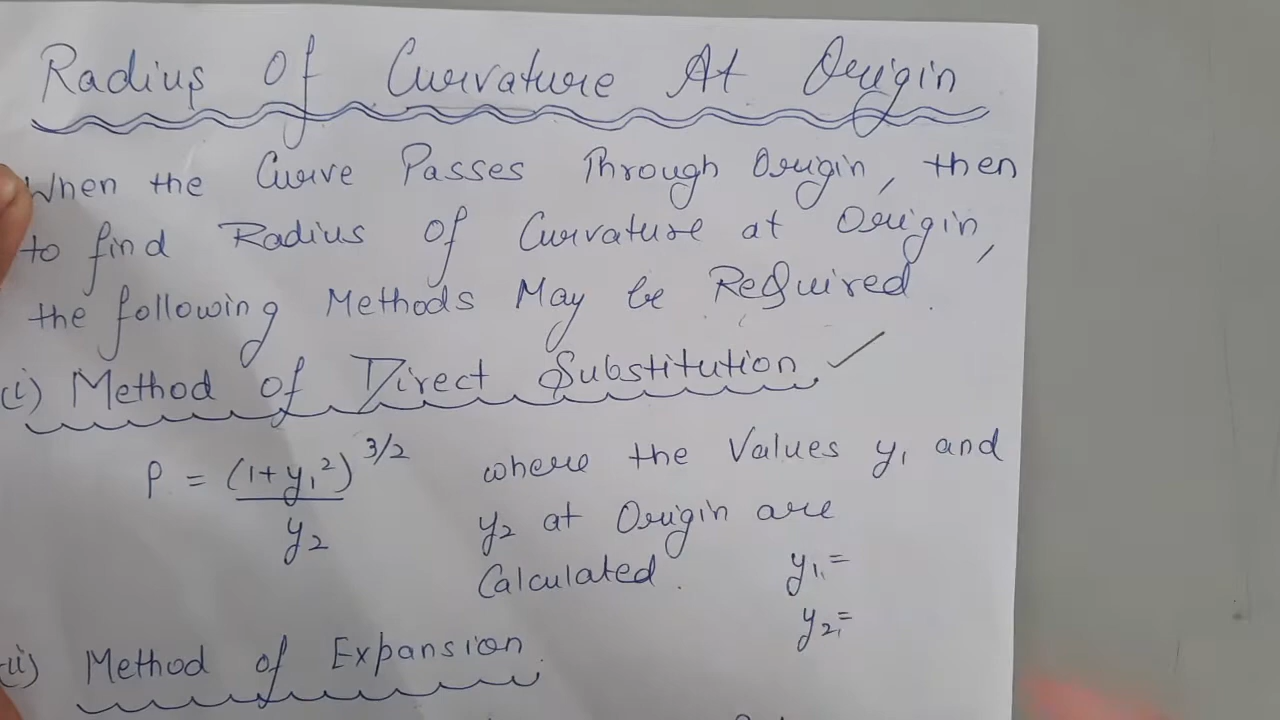 Radius Of Curvature At Origin
When the Curve Passes Through Origin, then
to find Radius of Curvature at Origin,
the following Methods May be Required.
(i) Method of Direct Substitution. ✓
ρ = (1+y₁²)^3/2 / y₂ where the Values y₁ and
y₂ at Origin are
Calculated. y₁ =
y₂ =
(ii) Method of Expansion.